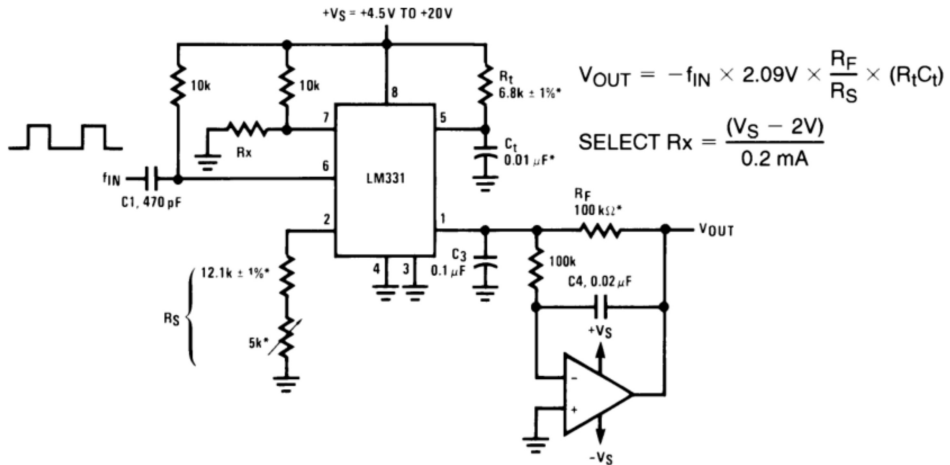 +VS = +4.5V TO +20V
10k
10k
Rt
6.8k ± 1%*
VOUT = −fIN × 2.09V × RF/RS × (RtCt)
SELECT Rx = (VS − 2V)/0.2 mA
8
7
5
Rx
Ct
0.01 µF*
fIN
C1, 470 pF
6
LM331
RF
100 kΩ*
2
1
VOUT
C3
0.1 µF
100k
12.1k ± 1%*
4
3
C4, 0.02 µF
RS
5k*
+VS
−
+
−VS